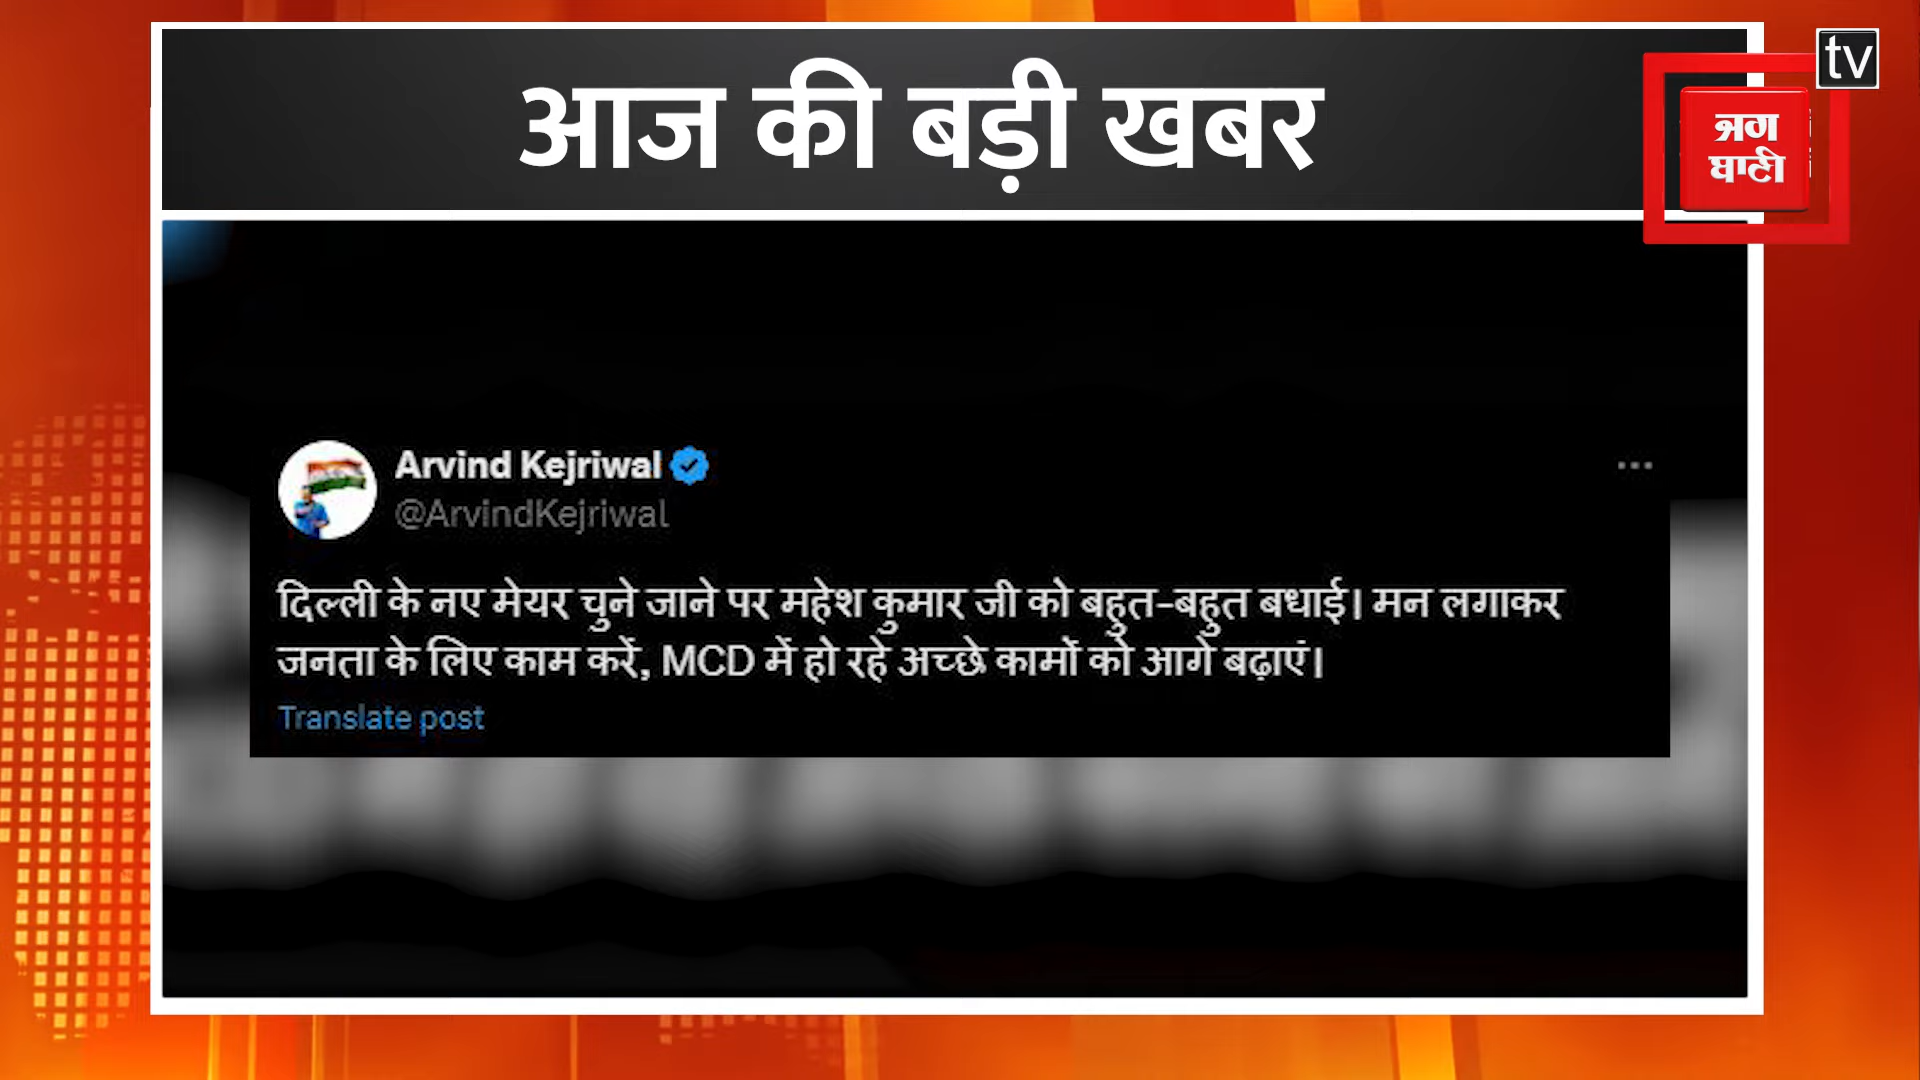 आज की बड़ी खबर
tv
जग
बाणी
Arvind Kejriwal
@ArvindKejriwal
दिल्ली के नए मेयर चुने जाने पर महेश कुमार जी को बहुत-बहुत बधाई। मन लगाकर
जनता के लिए काम करें, MCD में हो रहे अच्छे कामों को आगे बढ़ाएं।
Translate post